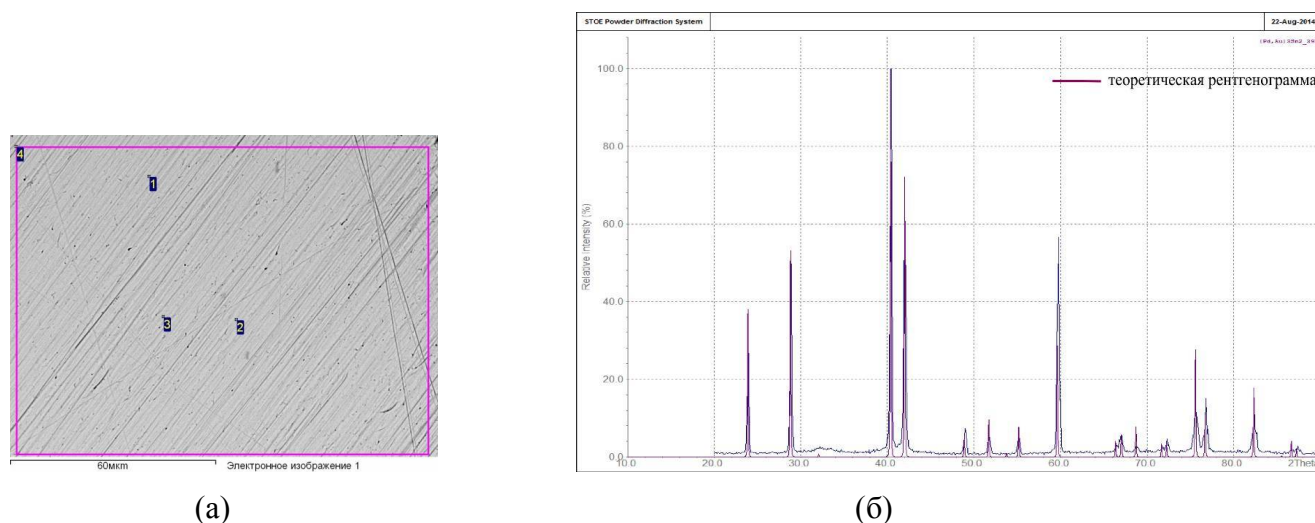 STOE Powder Diffraction System
22-Aug-2014
теоретическая рентгенограмма
100.0
80.0
60.0
40.0
20.0
0.0
Relative Intensity (%)
10.0 20.0 30.0 40.0 50.0 60.0 70.0 80.0 2Theta
4
1
3
2
60мкm Электронное изображение 1
(а) (б)